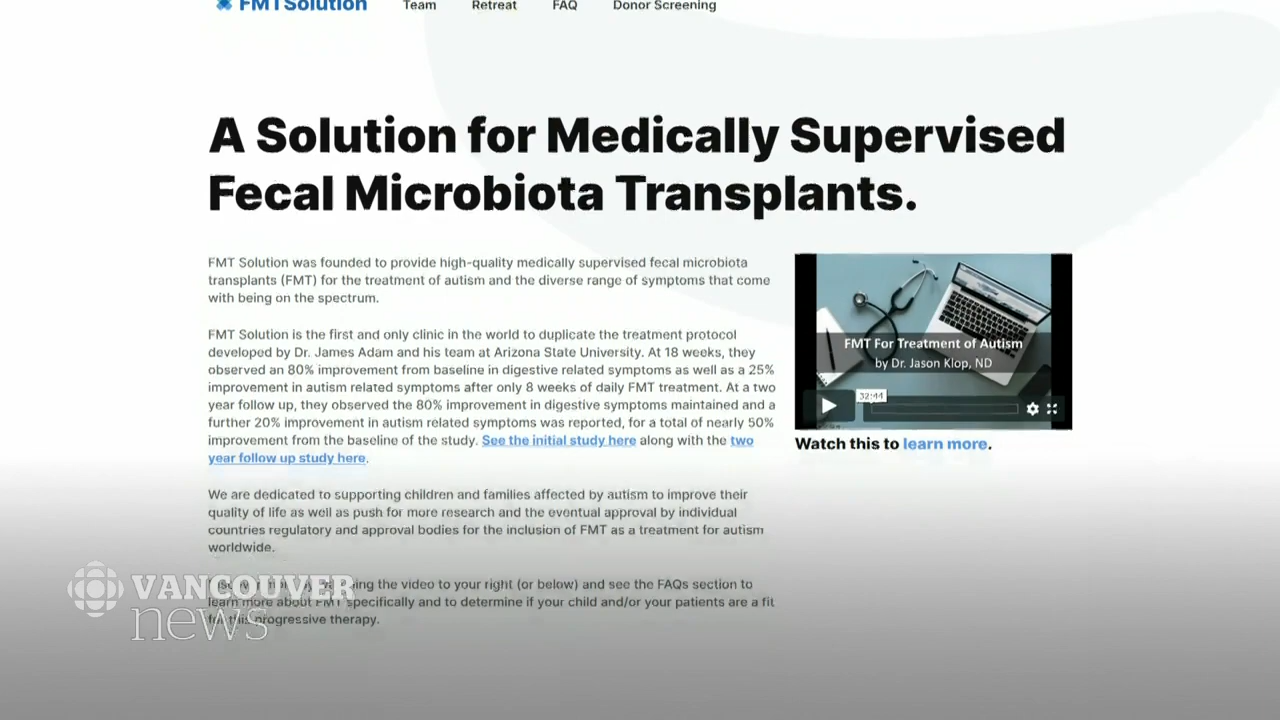 FMTSolution Team Retreat FAQ Donor Screening
A Solution for Medically Supervised
Fecal Microbiota Transplants.
FMT Solution was founded to provide high-quality medically supervised fecal microbiota
transplants (FMT) for the treatment of autism and the diverse range of symptoms that come
with being on the spectrum.
FMT Solution is the first and only clinic in the world to duplicate the treatment protocol
developed by Dr. James Adam and his team at Arizona State University. At 18 weeks, they
observed an 80% improvement from baseline in digestive related symptoms as well as a 25%
improvement in autism related symptoms after only 8 weeks of daily FMT treatment. At a two
year follow up, they observed the 80% improvement in digestive symptoms maintained and a
further 20% improvement in autism related symptoms was reported, for a total of nearly 50%
improvement from the baseline of the study. See the initial study here along with the two
year follow up study here.
We are dedicated to supporting children and families affected by autism to improve their
quality of life as well as push for more research and the eventual approval by individual
countries regulatory and approval bodies for the inclusion of FMT as a treatment for autism
worldwide.
the video to your right (or below) and see the FAQs section to
learn more about FMT specifically and to determine if your child and/or your patients are a fit
for this progressive therapy.
FMT For Treatment of Autism
by Dr. Jason Klop, ND
32:44
Watch this to learn more.
VANCOUVER
news